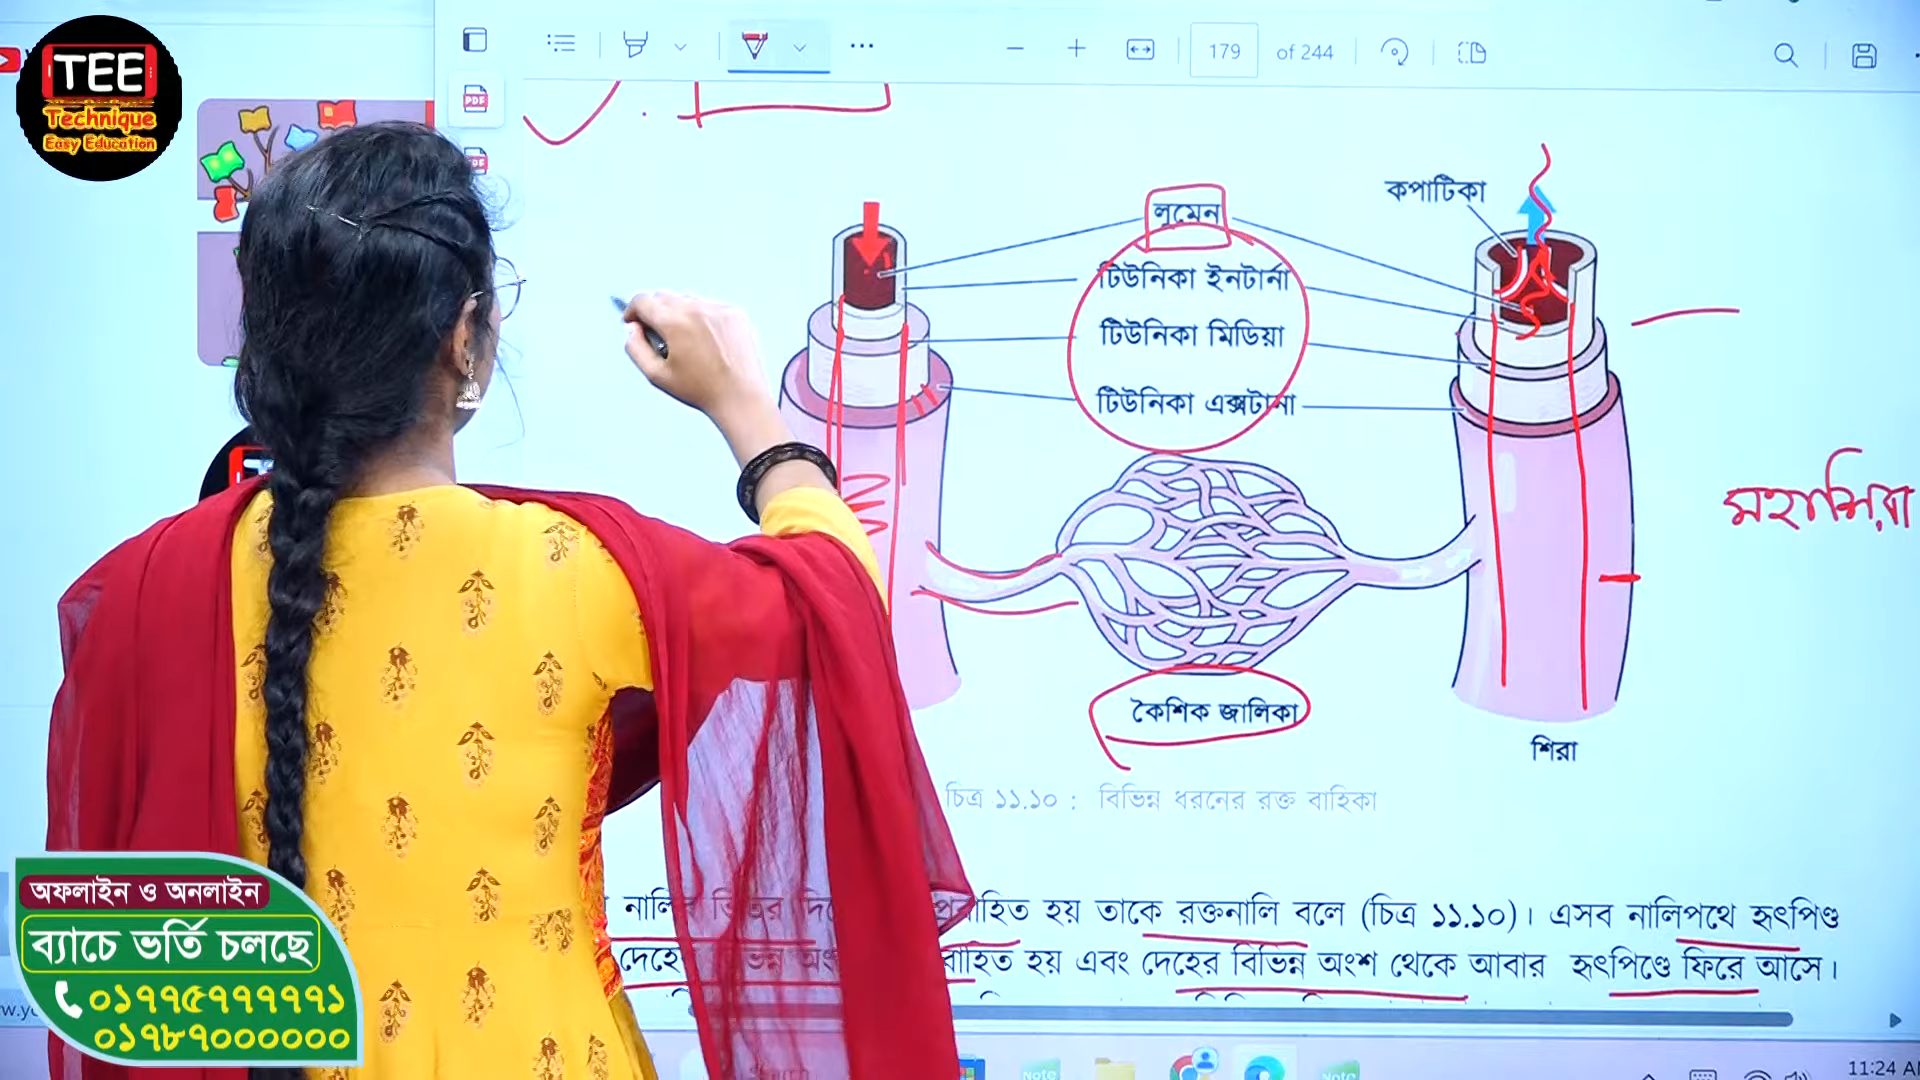 TEE
Technique
Easy Education
179 of 244
কপাটিকা
লুমেন
টিউনিকা ইনটার্না
টিউনিকা মিডিয়া
টিউনিকা এক্সটার্না
মহাশিরা
কৈশিক জালিকা
শিরা
চিত্র ১১.১০ : বিভিন্ন ধরনের রক্ত বাহিকা
প্রবাহিত হয় তাকে রক্তনালি বলে (চিত্র ১১.১০)। এসব নালিপথে হৃৎপিণ্ড
হয় এবং দেহের বিভিন্ন অংশ থেকে আবার হৃৎপিণ্ডে ফিরে আসে।
অফলাইন ও অনলাইন
ব্যাচে ভর্তি চলছে
০১৭৭৫৭৭৭৭৭১
০১৭৮৭০০০০০০
11:24 AM